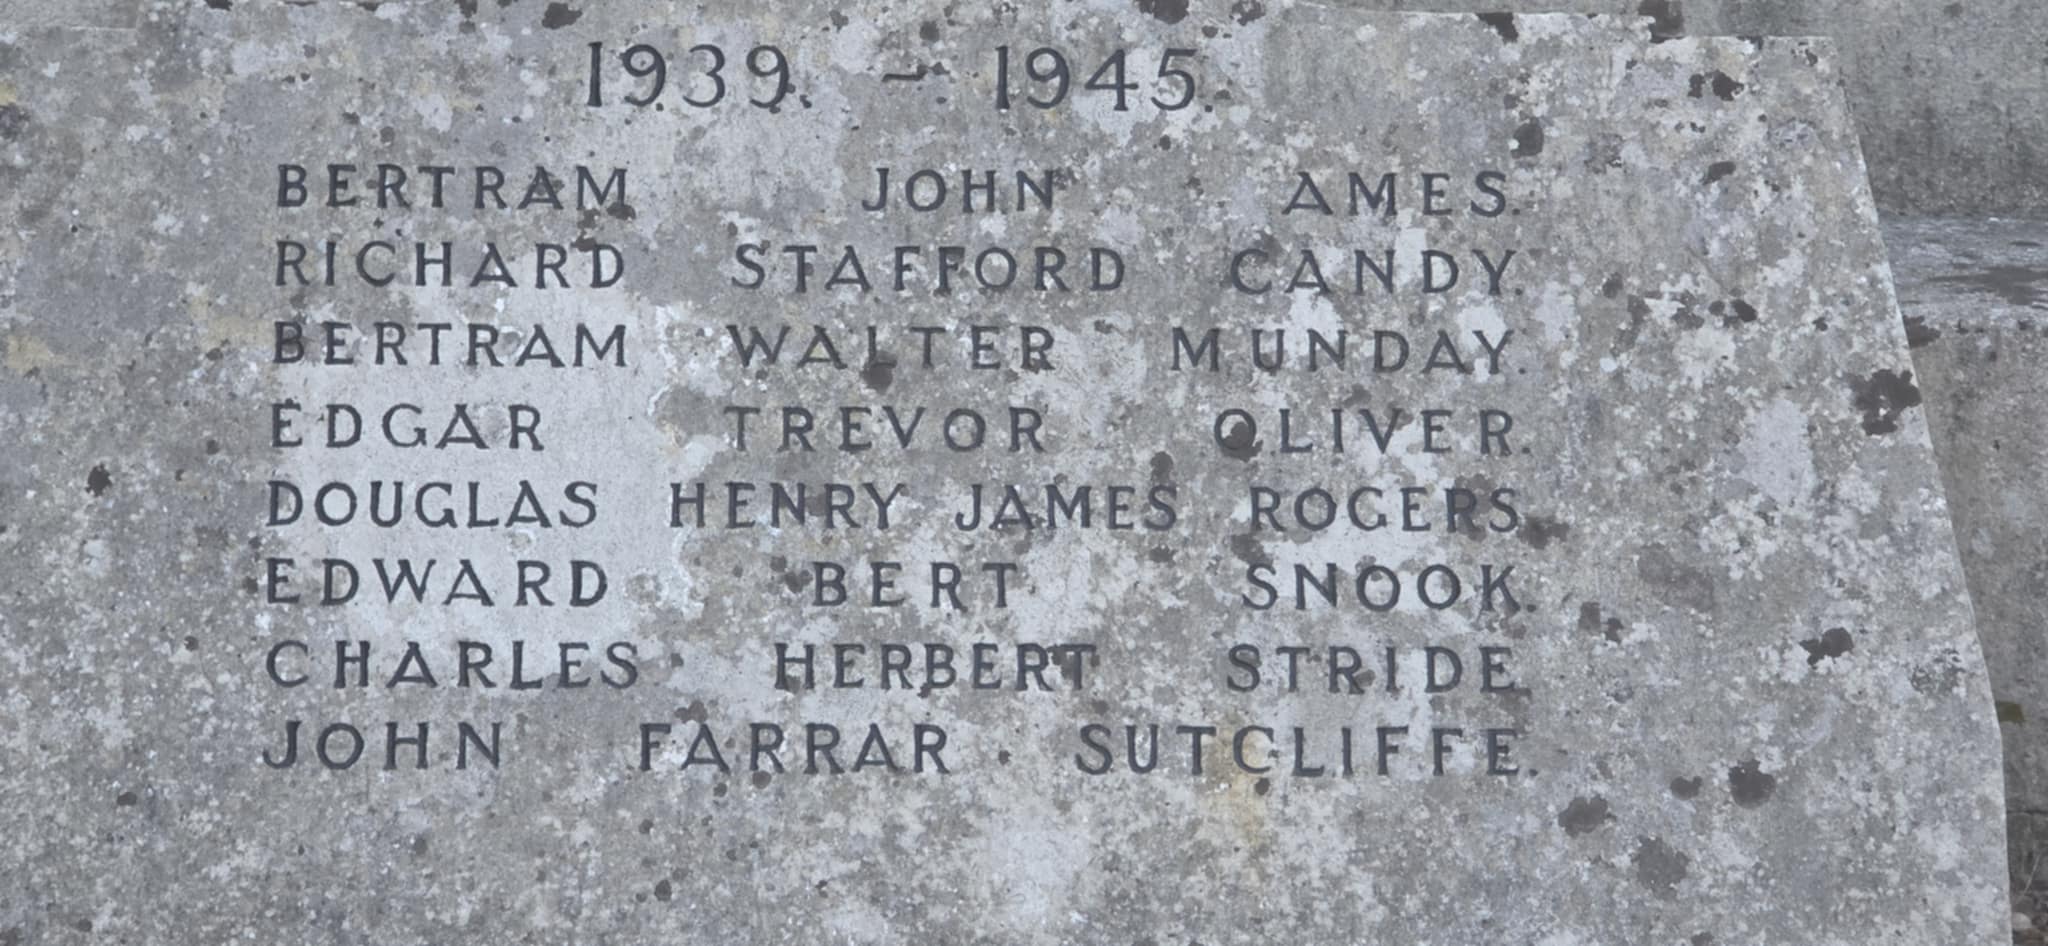 1939. - 1945.
BERTRAM JOHN AMES.
RICHARD STAFFORD CANDY.
BERTRAM WALTER MUNDAY.
EDGAR TREVOR OLIVER.
DOUGLAS HENRY JAMES ROGERS
EDWARD BERT SNOOK.
CHARLES HERBERT STRIDE.
JOHN FARRAR SUTCLIFFE.